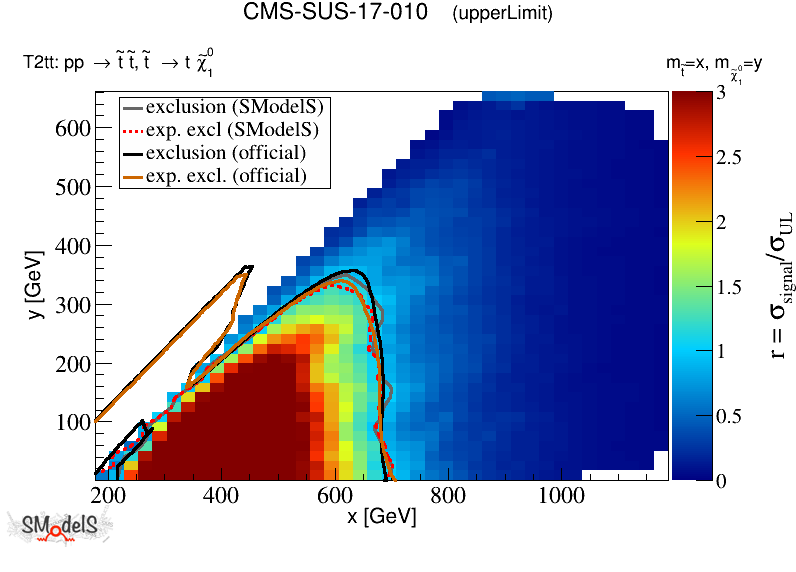 CMS-SUS-17-010 (upperLimit)
T2tt: pp → t̃ t̃, t̃ → t χ̃₁⁰
m_t̃=x, m_χ̃₁⁰=y
exclusion (SModelS)
exp. excl (SModelS)
exclusion (official)
exp. excl. (official)
600
500
400
300
200
100
y [GeV]
200 400 600 800 1000
x [GeV]
3
2.5
2
1.5
1
0.5
0
r = σ_signal/σ_UL
SModelS